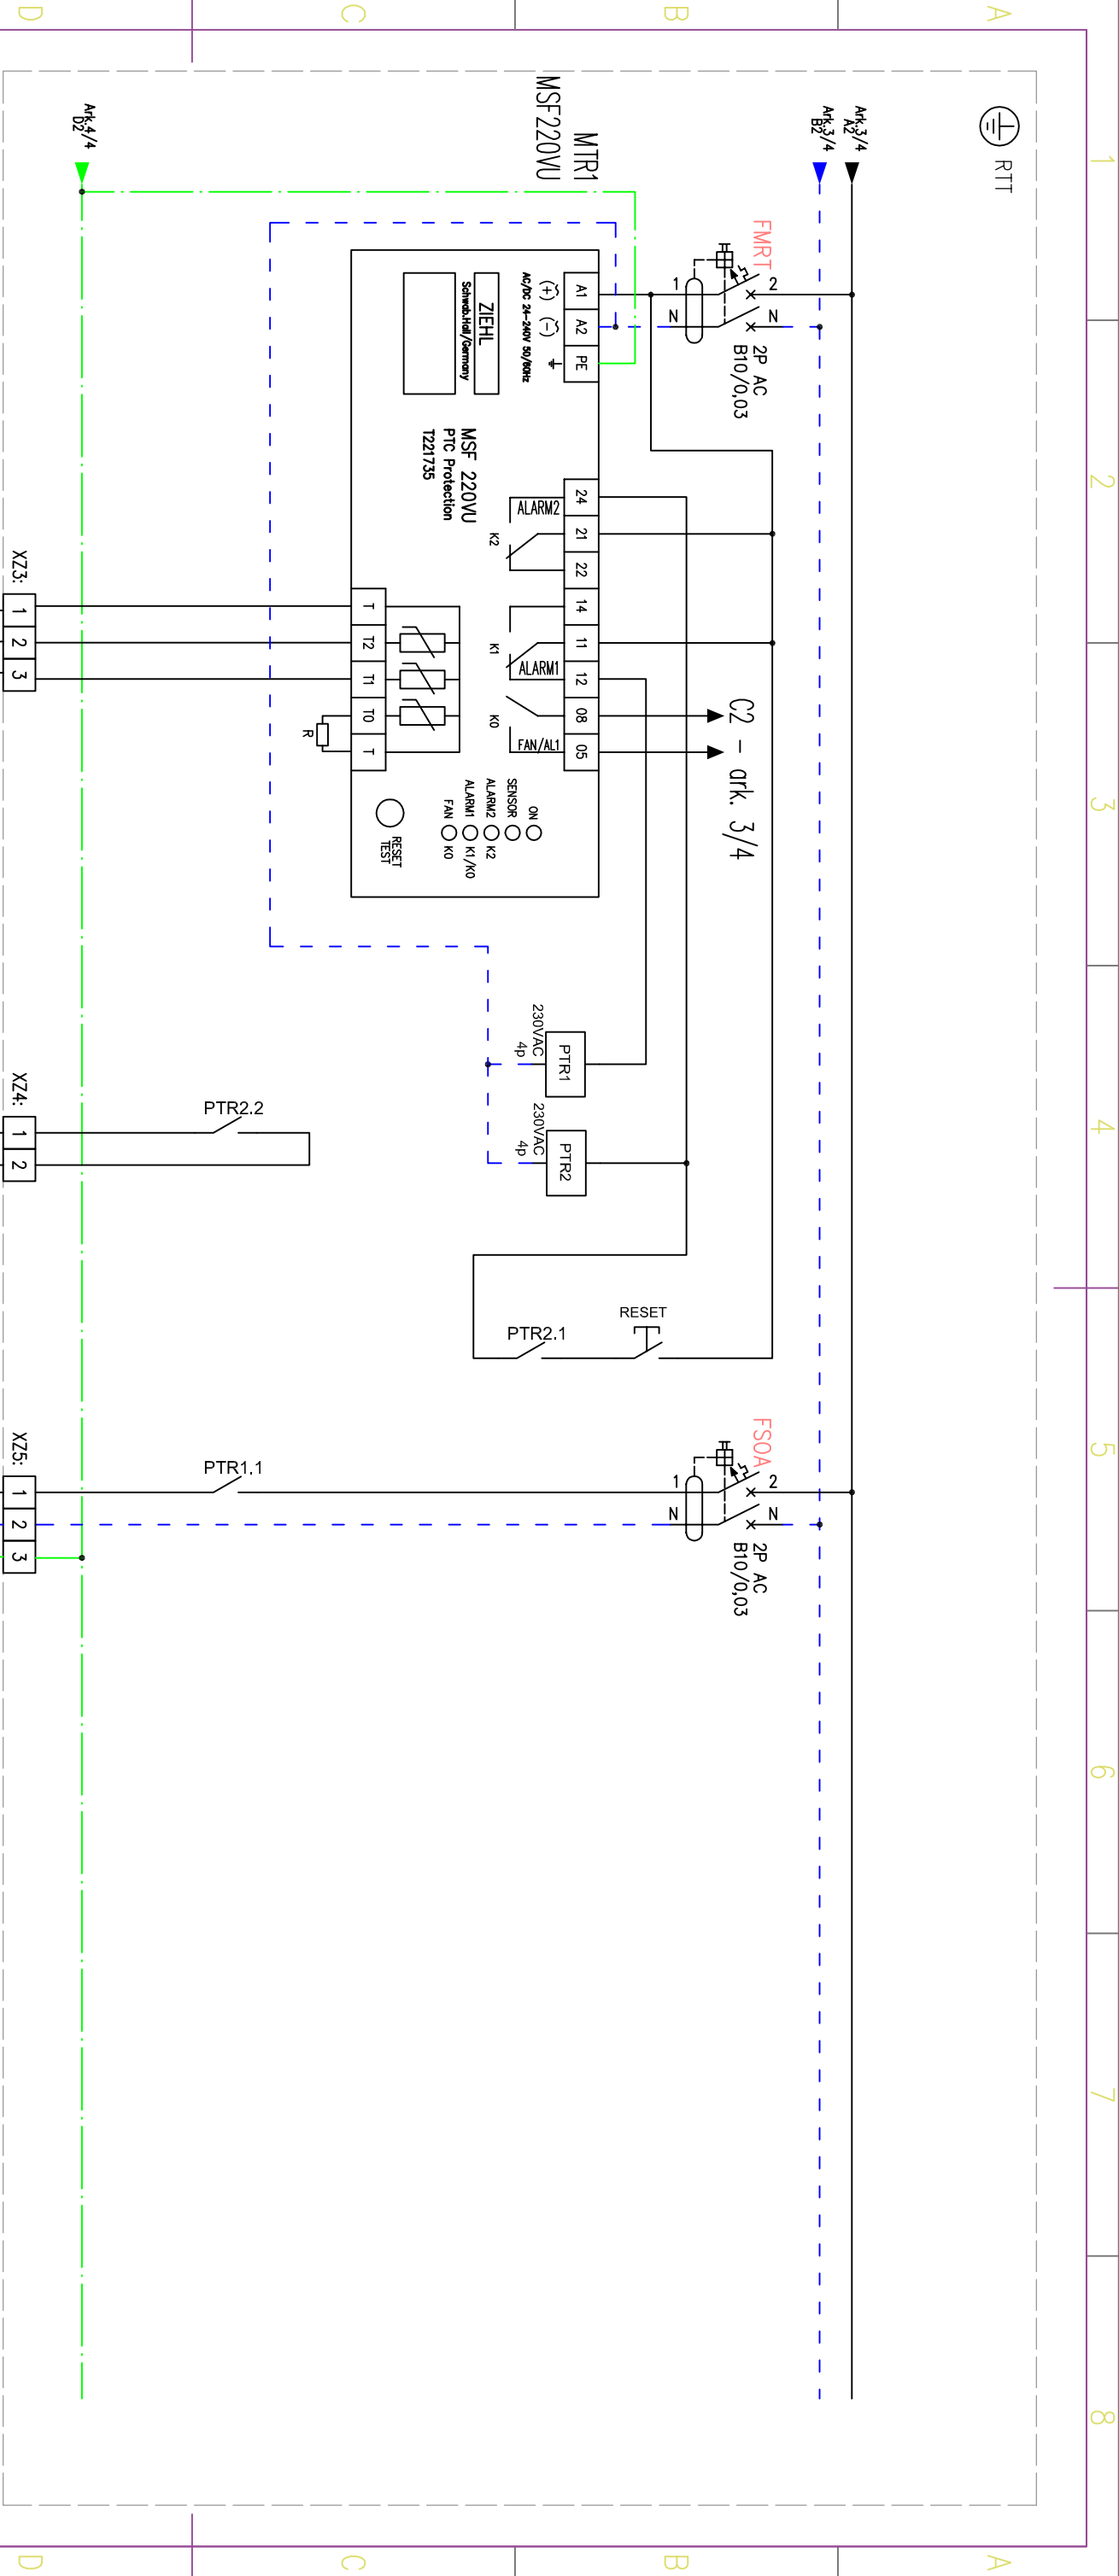 1
2
3
4
5
6
7
8
A
B
C
D
A
B
C
D
RTT
Ark.3/4
A2
Ark.3/4
B2
Ark.4/4
D2
FMRT
2
N
1
N
2P AC
B10/0,03
MTR1
MSF220VU
A1
A2
PE
(+)
(-)
AC/DC 24-240V 50/60Hz
ZIEHL
Schwab.Hall/Germany
MSF 220VU
PTC Protection
T221735
24
21
22
14
11
12
08
05
ALARM2
K2
K1
ALARM1
K0
FAN/AL1
C2 - ark. 3/4
ON
SENSOR
ALARM2
K2
ALARM1
K1/K0
FAN
K0
RESET
TEST
T
T2
T1
T0
T
R
230VAC
4p
PTR1
230VAC
4p
PTR2
RESET
PTR2.1
PTR2.2
FSOA
2
N
1
N
2P AC
B10/0,03
PTR1.1
XZ3:
1
2
3
XZ4:
1
2
XZ5:
1
2
3